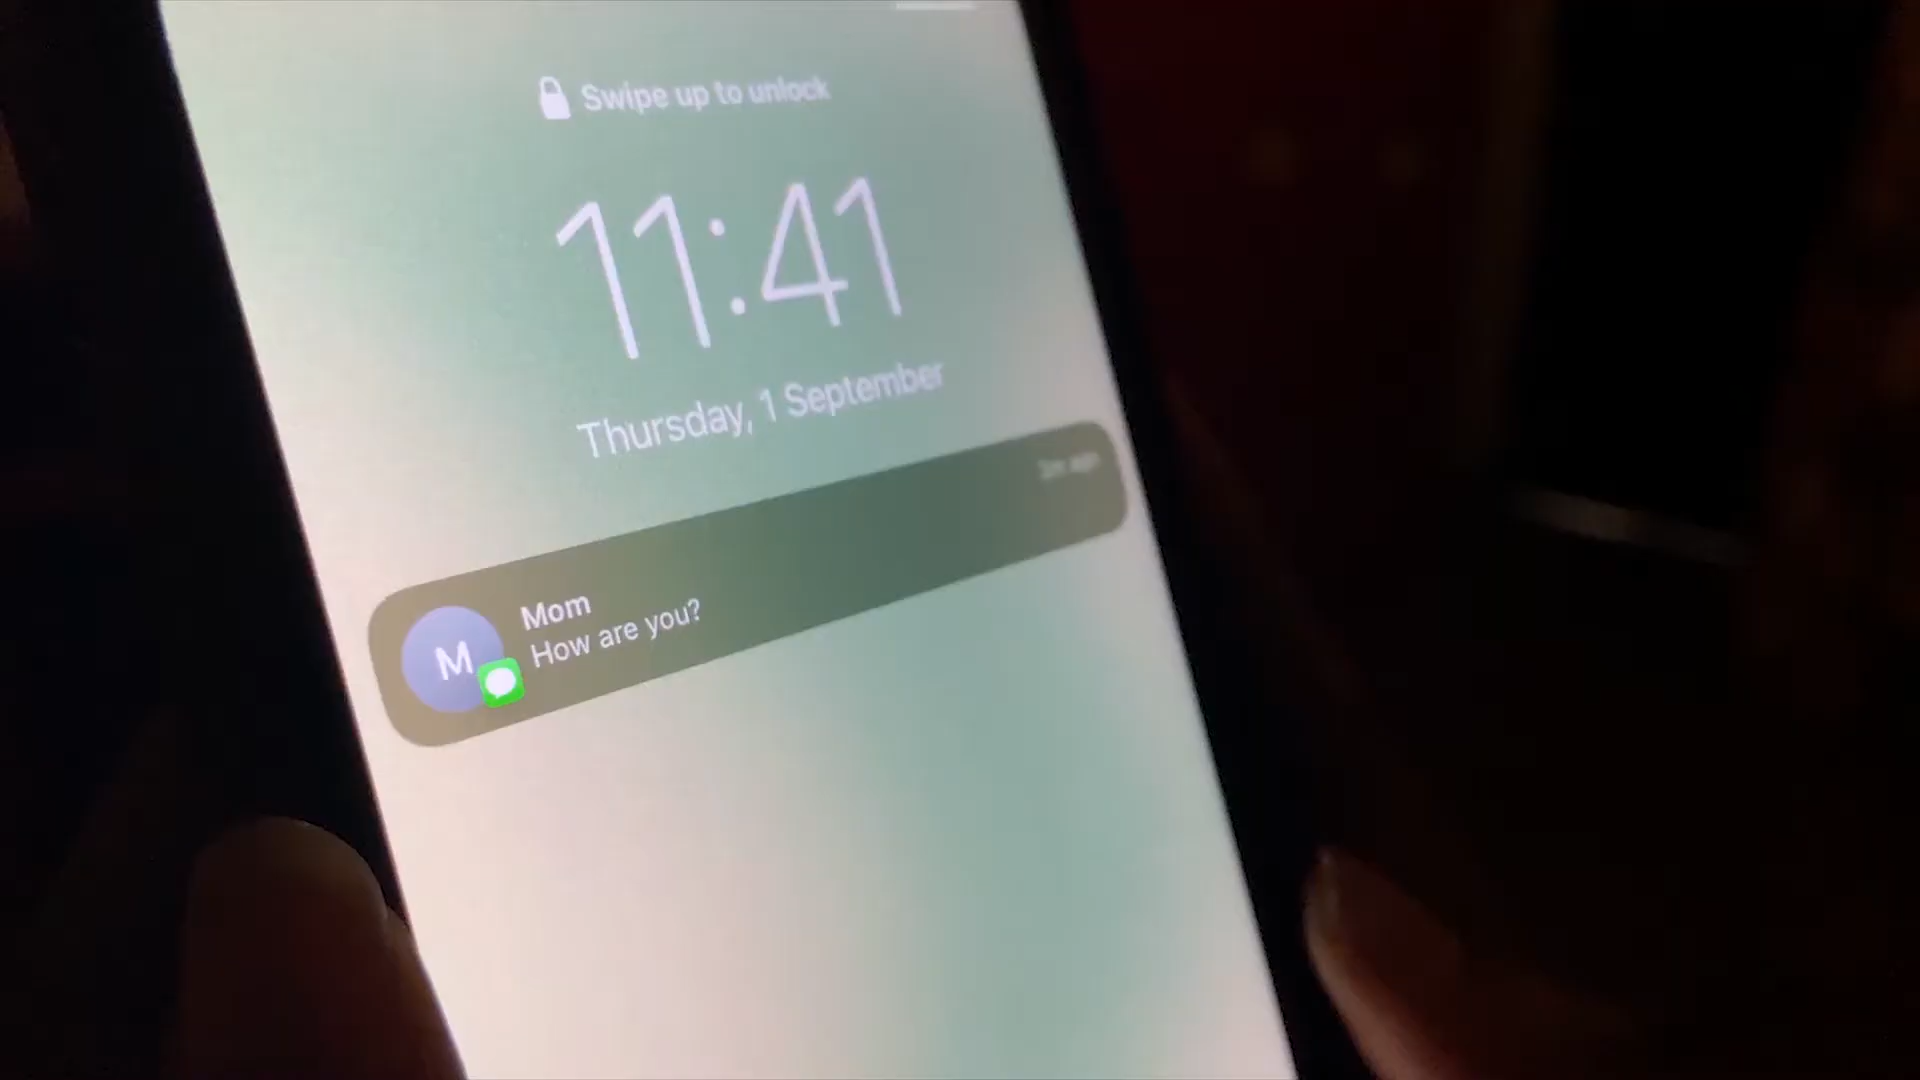 Swipe up to unlock
11:41
Thursday, 1 September
Mom
How are you?
M